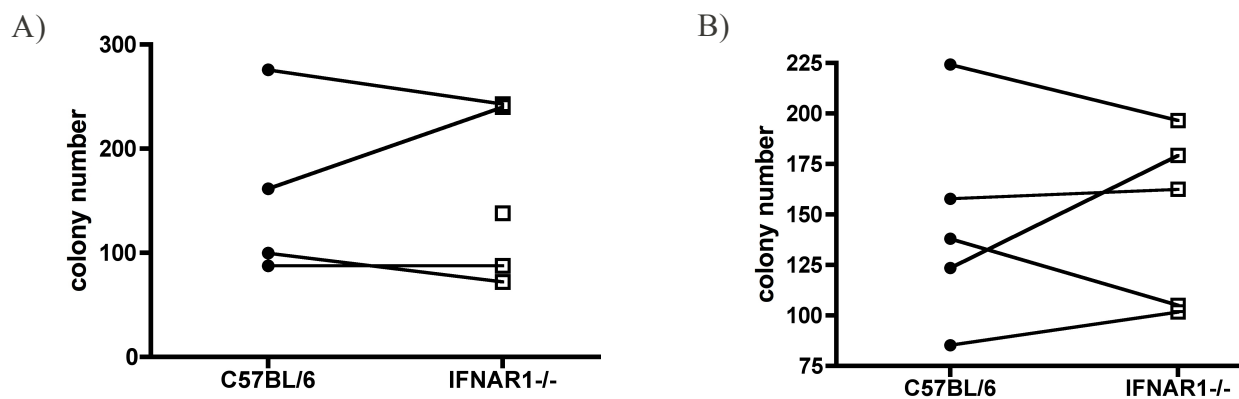 A)
300
200
100
0
colony number
C57BL/6
IFNAR1-/-
B)
225
200
175
150
125
100
75
colony number
C57BL/6
IFNAR1-/-